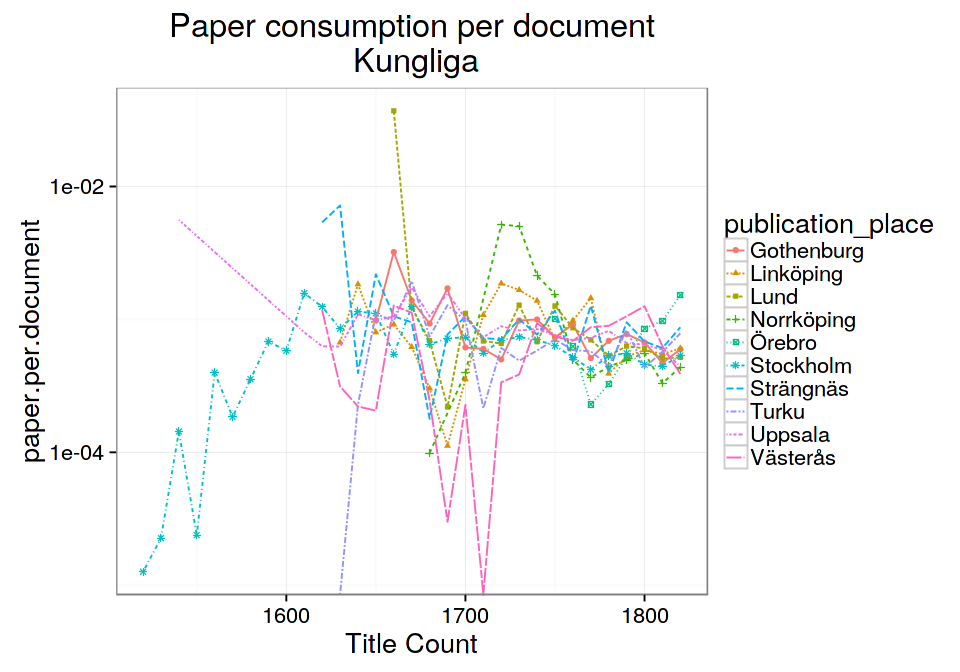 Paper consumption per document
Kungliga
paper.per.document
1e-02
1e-04
1600
1700
1800
Title Count
publication_place
Gothenburg
Linköping
Lund
Norrköping
Örebro
Stockholm
Strängnäs
Turku
Uppsala
Västerås